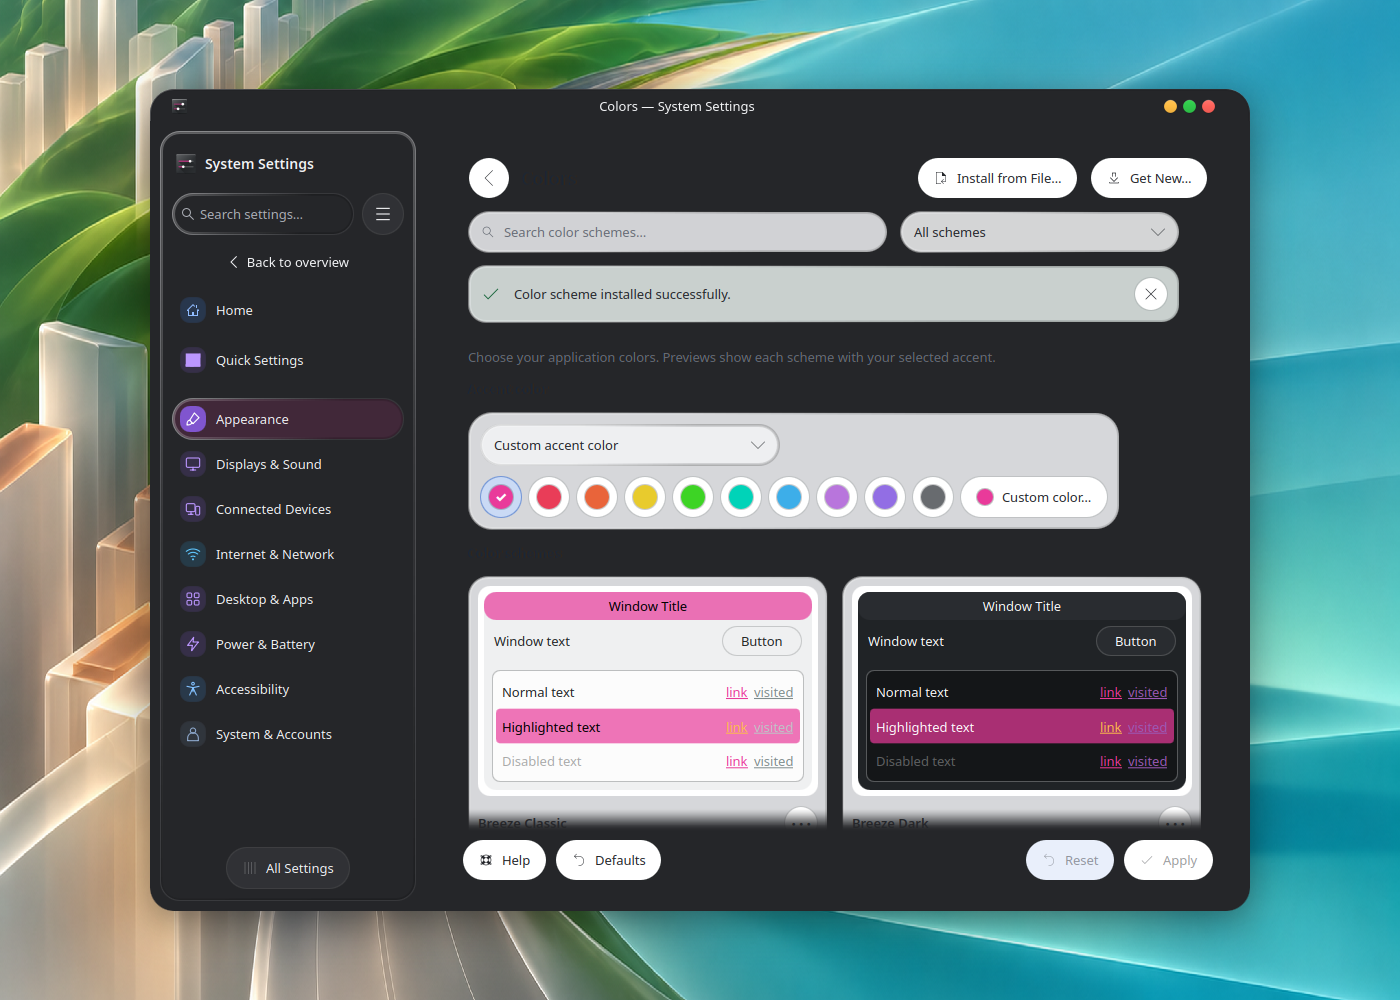 Colors — System Settings
System Settings
Search settings...
Back to overview
Home
Quick Settings
Appearance
Displays & Sound
Connected Devices
Internet & Network
Desktop & Apps
Power & Battery
Accessibility
System & Accounts
All Settings
Install from File...
Get New...
Search color schemes...
All schemes
Color scheme installed successfully.
Choose your application colors. Previews show each scheme with your selected accent.
Custom accent color
Custom color...
Window Title
Window text
Button
Normal text link visited
Highlighted text link visited
Disabled text link visited
Breeze Classic
Window Title
Window text
Button
Normal text link visited
Highlighted text link visited
Disabled text link visited
Breeze Dark
Help
Defaults
Reset
Apply